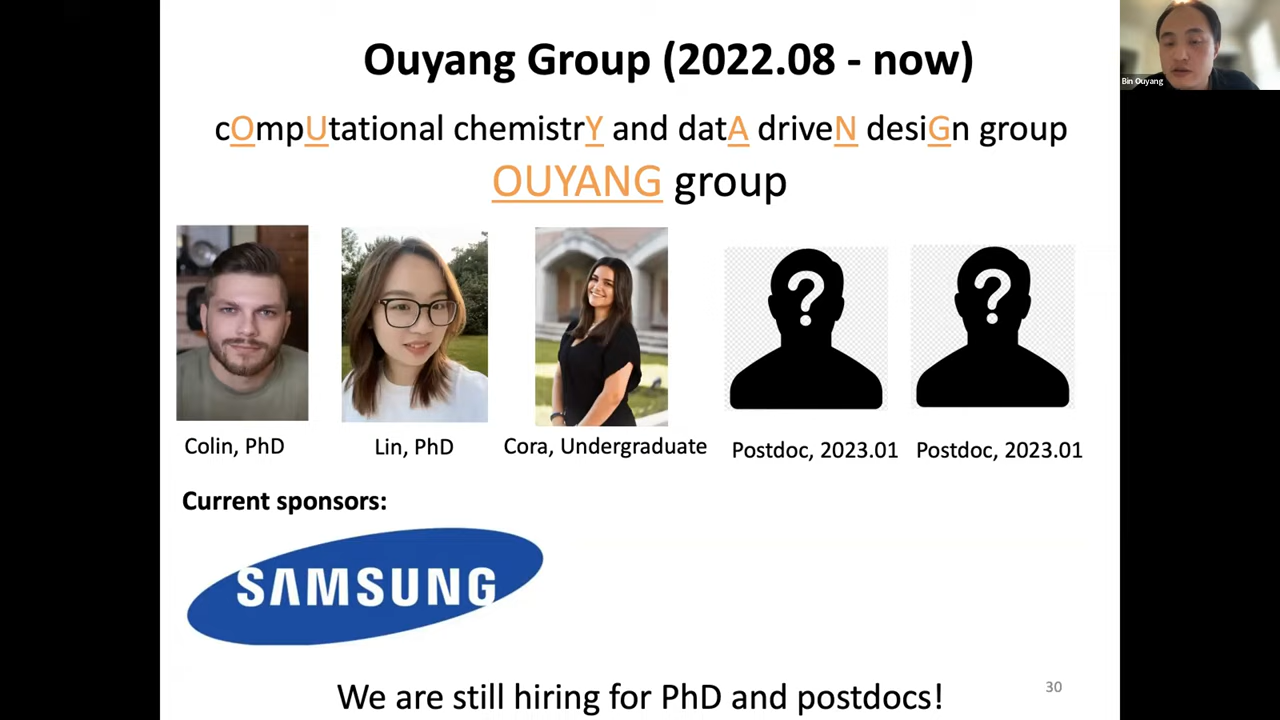 Ouyang Group (2022.08 - now)
Bin Ouyang
cOmpUtational chemistrY and datA driveN desiGn group
OUYANG group
?
?
Colin, PhD
Lin, PhD
Cora, Undergraduate
Postdoc, 2023.01
Postdoc, 2023.01
Current sponsors:
SAMSUNG
We are still hiring for PhD and postdocs!
30